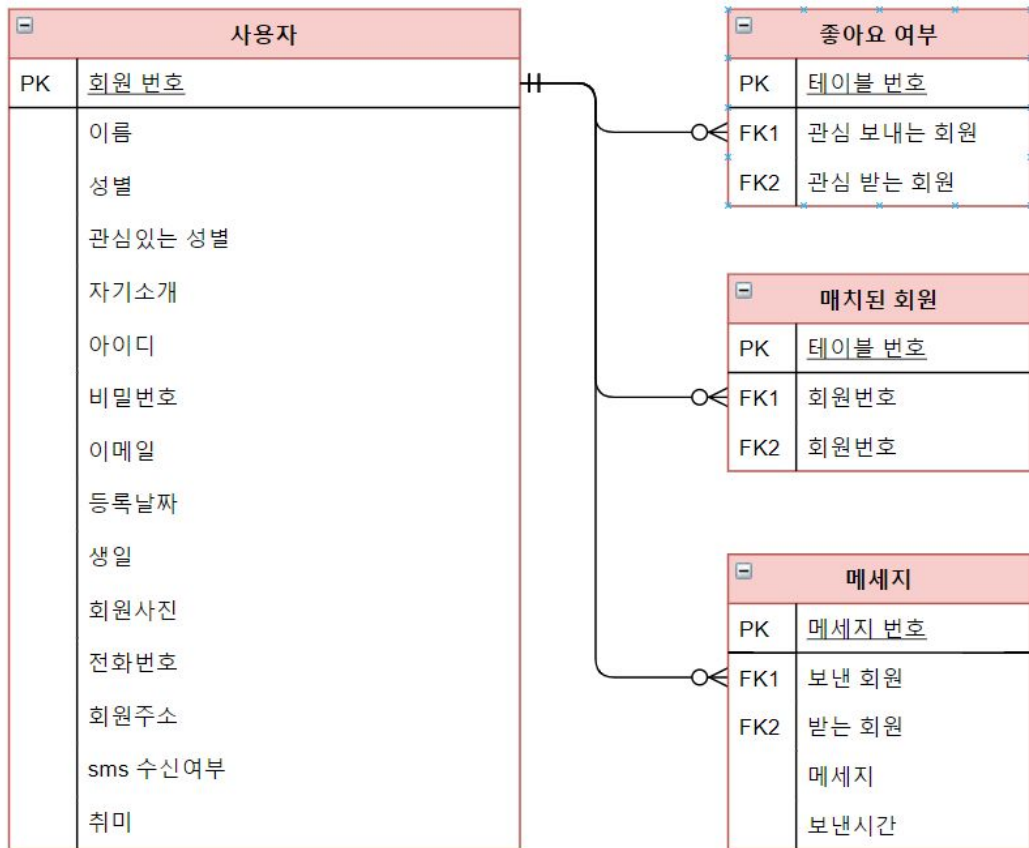 사용자
PK 회원 번호
이름
성별
관심있는 성별
자기소개
아이디
비밀번호
이메일
등록날짜
생일
회원사진
전화번호
회원주소
sms 수신여부
취미
좋아요 여부
PK 테이블 번호
FK1 관심 보내는 회원
FK2 관심 받는 회원
매치된 회원
PK 테이블 번호
FK1 회원번호
FK2 회원번호
메세지
PK 메세지 번호
FK1 보낸 회원
FK2 받는 회원
메세지
보낸시간